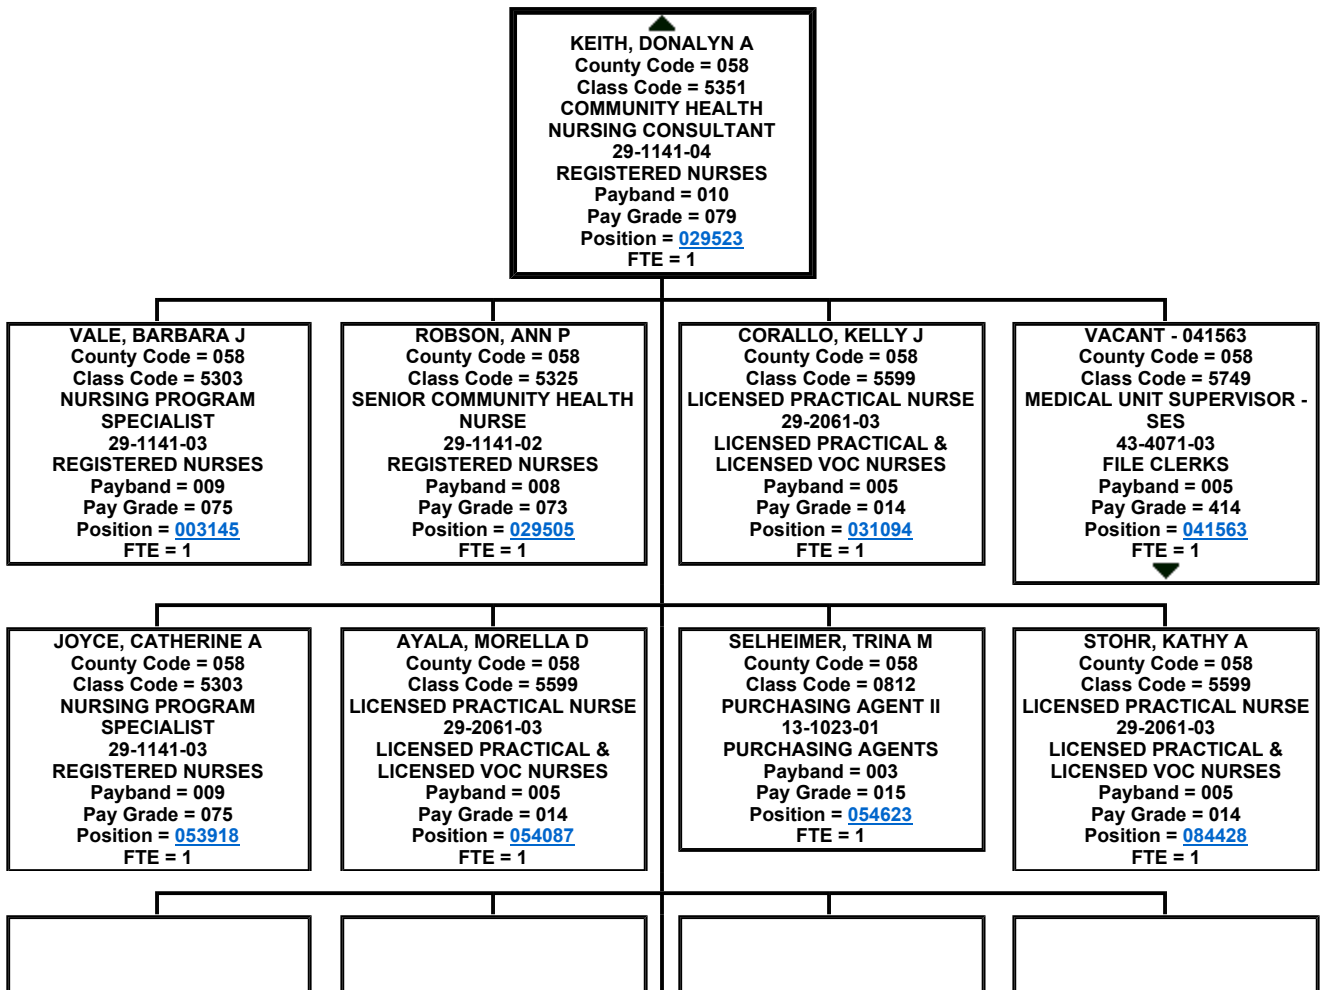 KEITH, DONALYN A
County Code = 058
Class Code = 5351
COMMUNITY HEALTH
NURSING CONSULTANT
29-1141-04
REGISTERED NURSES
Payband = 010
Pay Grade = 079
Position = 029523
FTE = 1
VALE, BARBARA J
County Code = 058
Class Code = 5303
NURSING PROGRAM
SPECIALIST
29-1141-03
REGISTERED NURSES
Payband = 009
Pay Grade = 075
Position = 003145
FTE = 1
ROBSON, ANN P
County Code = 058
Class Code = 5325
SENIOR COMMUNITY HEALTH
NURSE
29-1141-02
REGISTERED NURSES
Payband = 008
Pay Grade = 073
Position = 029505
FTE = 1
CORALLO, KELLY J
County Code = 058
Class Code = 5599
LICENSED PRACTICAL NURSE
29-2061-03
LICENSED PRACTICAL &
LICENSED VOC NURSES
Payband = 005
Pay Grade = 014
Position = 031094
FTE = 1
VACANT - 041563
County Code = 058
Class Code = 5749
MEDICAL UNIT SUPERVISOR -
SES
43-4071-03
FILE CLERKS
Payband = 005
Pay Grade = 414
Position = 041563
FTE = 1
JOYCE, CATHERINE A
County Code = 058
Class Code = 5303
NURSING PROGRAM
SPECIALIST
29-1141-03
REGISTERED NURSES
Payband = 009
Pay Grade = 075
Position = 053918
FTE = 1
AYALA, MORELLA D
County Code = 058
Class Code = 5599
LICENSED PRACTICAL NURSE
29-2061-03
LICENSED PRACTICAL &
LICENSED VOC NURSES
Payband = 005
Pay Grade = 014
Position = 054087
FTE = 1
SELHEIMER, TRINA M
County Code = 058
Class Code = 0812
PURCHASING AGENT II
13-1023-01
PURCHASING AGENTS
Payband = 003
Pay Grade = 015
Position = 054623
FTE = 1
STOHR, KATHY A
County Code = 058
Class Code = 5599
LICENSED PRACTICAL NURSE
29-2061-03
LICENSED PRACTICAL &
LICENSED VOC NURSES
Payband = 005
Pay Grade = 014
Position = 084428
FTE = 1